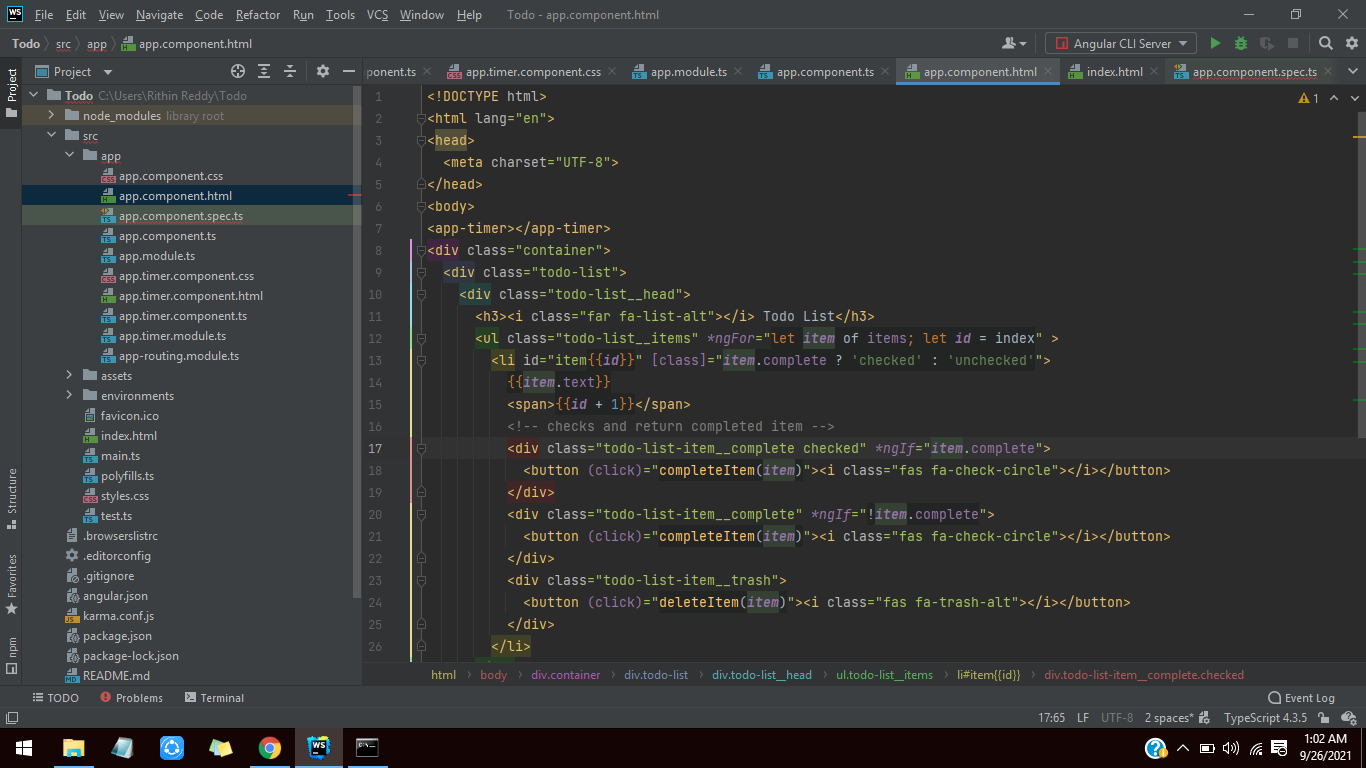 WS File Edit View Navigate Code Refactor Run Tools VCS Window Help Todo - app.component.html
Todo src app app.component.html Angular CLI Server
Project ponent.ts app.timer.component.css app.module.ts app.component.ts app.component.html index.html app.component.spec.ts
Project
Todo C:\Users\Rithin Reddy\Todo
node_modules library root
src
app
app.component.css
app.component.html
app.component.spec.ts
app.component.ts
app.module.ts
app.timer.component.css
app.timer.component.html
app.timer.component.ts
app.timer.module.ts
app-routing.module.ts
assets
environments
favicon.ico
index.html
main.ts
polyfills.ts
styles.css
test.ts
.browserslistrc
.editorconfig
.gitignore
angular.json
karma.conf.js
package.json
package-lock.json
README.md
Structure
Favorites
npm
1 <!DOCTYPE html>
2 <html lang="en">
3 <head>
4 <meta charset="UTF-8">
5 </head>
6 <body>
7 <app-timer></app-timer>
8 <div class="container">
9 <div class="todo-list">
10 <div class="todo-list__head">
11 <h3><i class="far fa-list-alt"></i> Todo List</h3>
12 <ul class="todo-list__items" *ngFor="let item of items; let id = index" >
13 <li id="item{{id}}" [class]="item.complete ? 'checked' : 'unchecked'">
14 {{item.text}}
15 <span>{{id + 1}}</span>
16 <!-- checks and return completed item -->
17 <div class="todo-list-item__complete checked" *ngIf="item.complete">
18 <button (click)="completeItem(item)"><i class="fas fa-check-circle"></i></button>
19 </div>
20 <div class="todo-list-item__complete" *ngIf="!item.complete">
21 <button (click)="completeItem(item)"><i class="fas fa-check-circle"></i></button>
22 </div>
23 <div class="todo-list-item__trash">
24 <button (click)="deleteItem(item)"><i class="fas fa-trash-alt"></i></button>
25 </div>
26 </li>
1
html body div.container div.todo-list div.todo-list__head ul.todo-list__items li#item{{id}} div.todo-list-item__complete.checked
TODO Problems Terminal Event Log
17:65 LF UTF-8 2 spaces* TypeScript 4.3.5
1:02 AM
9/26/2021